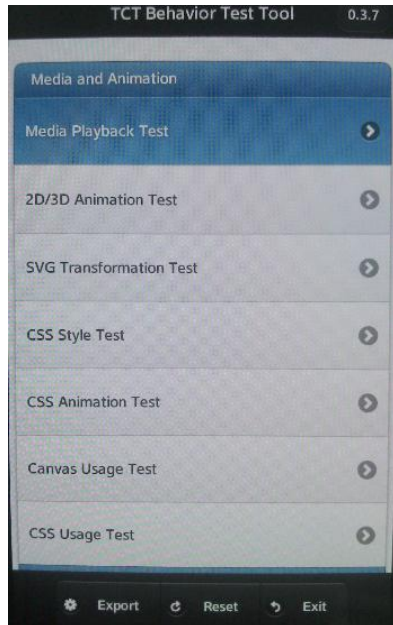 TCT Behavior Test Tool 0.3.7
Media and Animation
Media Playback Test
2D/3D Animation Test
SVG Transformation Test
CSS Style Test
CSS Animation Test
Canvas Usage Test
CSS Usage Test
Export Reset Exit